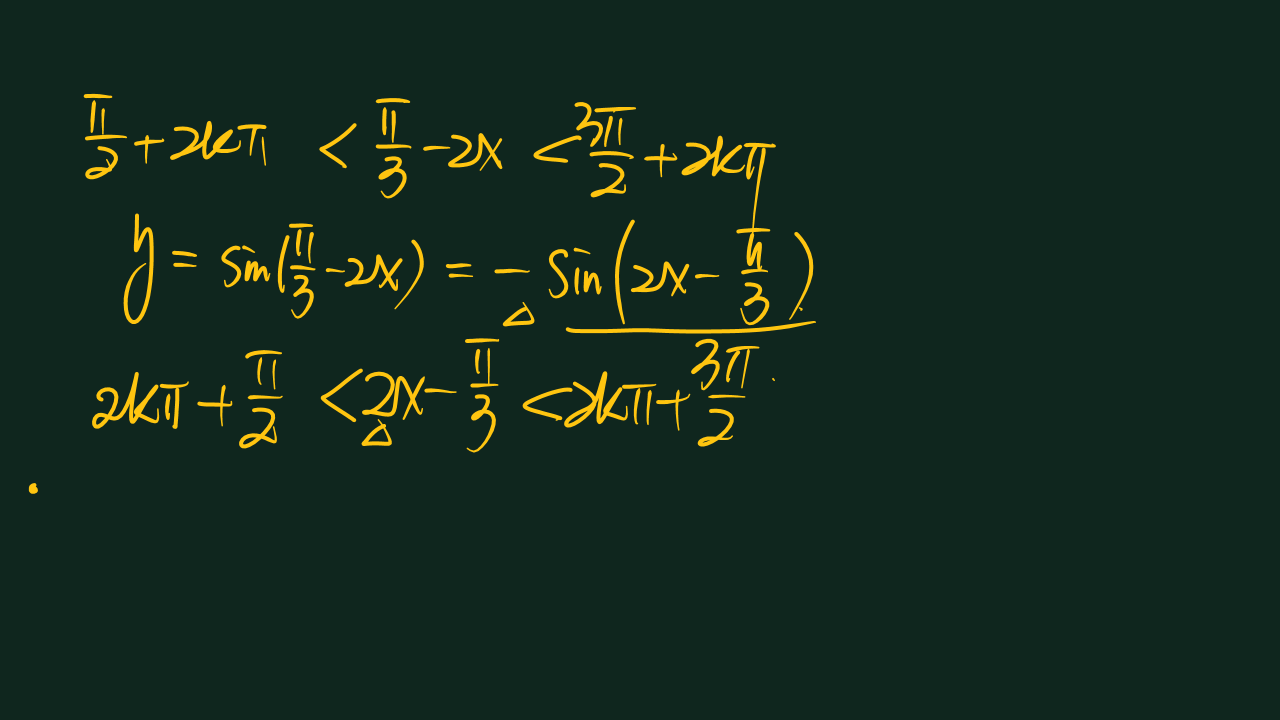 π/2 + 2kπ < π/3 - 2x < 3π/2 + 2kπ
y = sin(π/3 - 2x) = - sin(2x - π/3)
2kπ + π/2 < 2x - π/3 < 2kπ + 3π/2